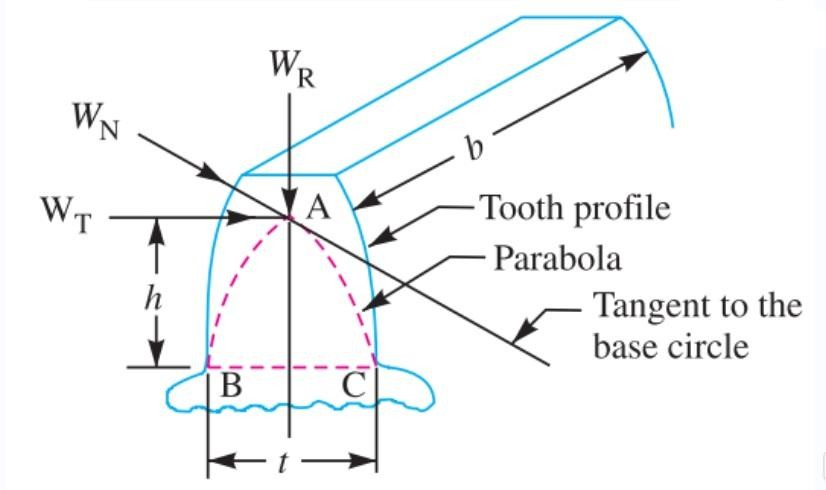 W_R
W_N
b
W_T
A
Tooth profile
Parabola
h
Tangent to the
base circle
B
C
t